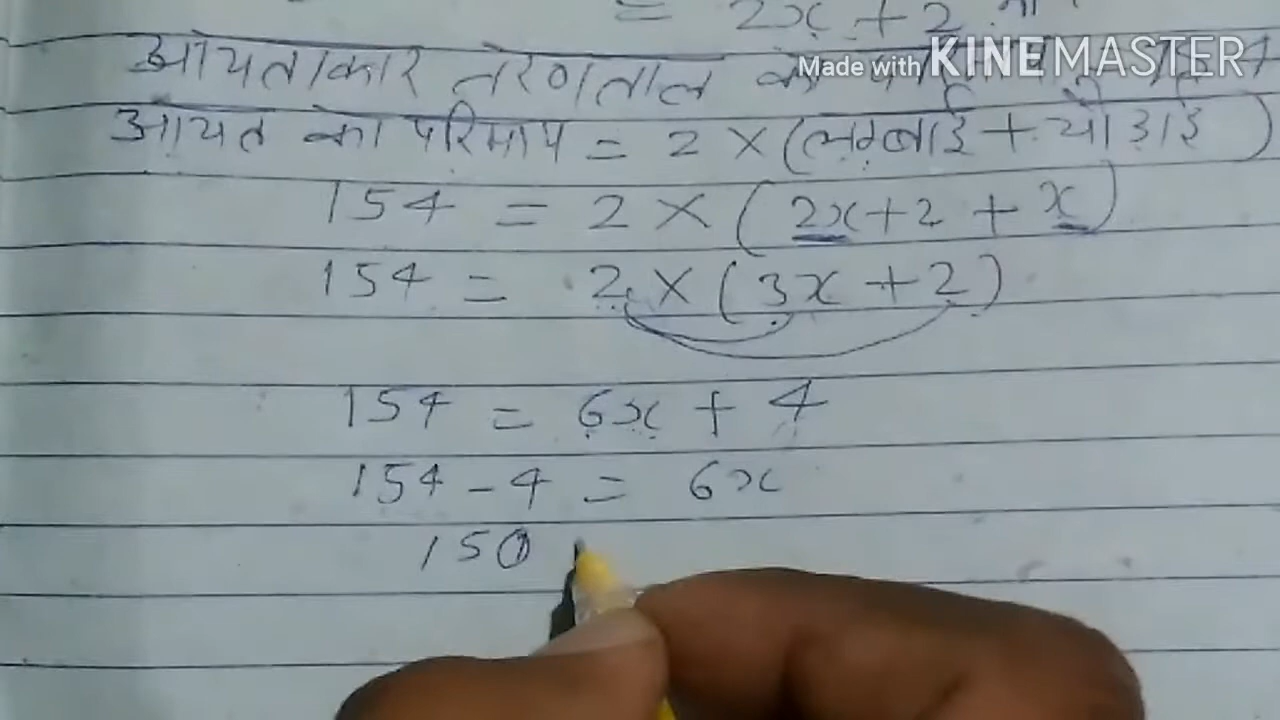 = 2x + 2
आयताकार तरणताल
Made with KINEMASTER
आयत का परिमाप = 2 × (लम्बाई + चौड़ाई)
154 = 2 × (2x + 2 + x)
154 = 2 × (3x + 2)
154 = 6x + 4
154 - 4 = 6x
150